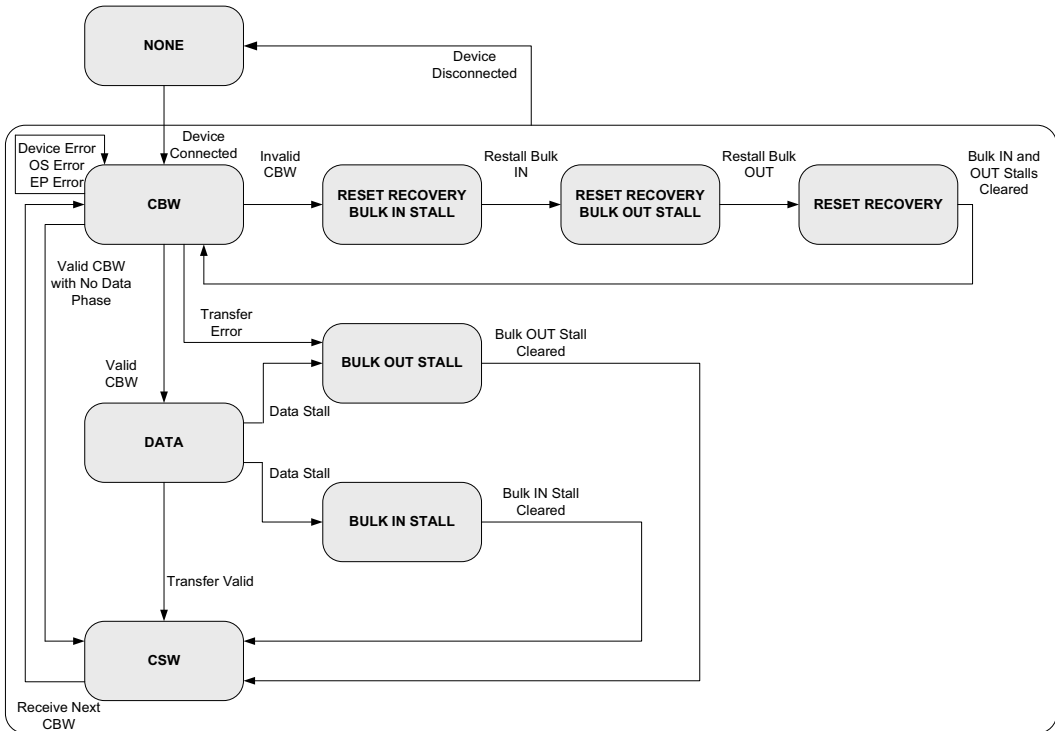 NONE
Device
Disconnected
Device
Connected
Device Error
OS Error
EP Error
CBW
Invalid
CBW
RESET RECOVERY
BULK IN STALL
Restall Bulk
IN
RESET RECOVERY
BULK OUT STALL
Restall Bulk
OUT
RESET RECOVERY
Bulk IN and
OUT Stalls
Cleared
Valid CBW
with No Data
Phase
Transfer
Error
BULK OUT STALL
Bulk OUT Stall
Cleared
Valid
CBW
Data Stall
DATA
Data Stall
BULK IN STALL
Bulk IN Stall
Cleared
Transfer Valid
CSW
Receive Next
CBW